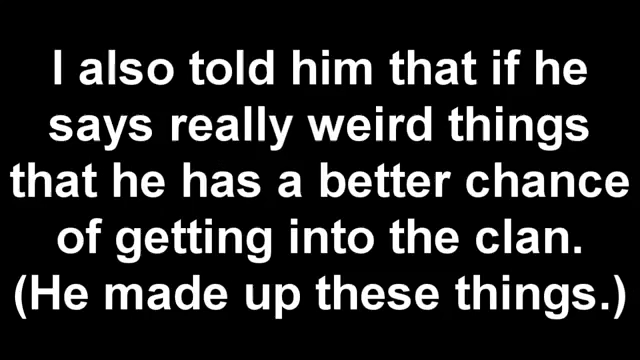 I also told him that if he
says really weird things
that he has a better chance
of getting into the clan.
(He made up these things.)